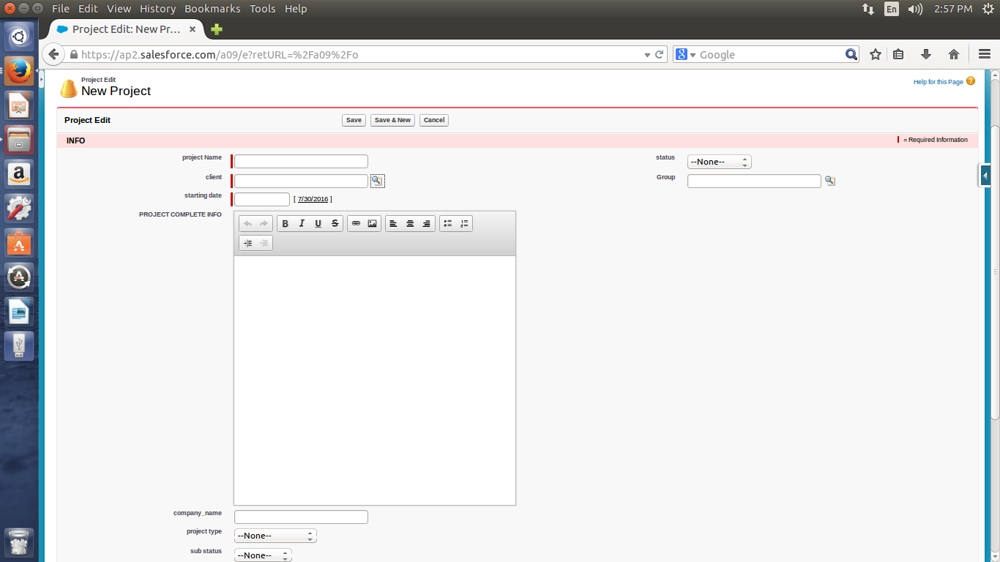 File Edit View History Bookmarks Tools Help
En
2:57 PM
Project Edit: New Pr...
https://ap2.salesforce.com/a09/e?retURL=%2Fa09%2Fo
8
Google
Project Edit
New Project
Help for this Page ?
Project Edit
Save
Save & New
Cancel
INFO
= Required Information
project Name
status
--None--
client
Group
starting date
[ 7/30/2016 ]
PROJECT COMPLETE INFO
B I U S
company_name
project type
--None--
sub status
--None--